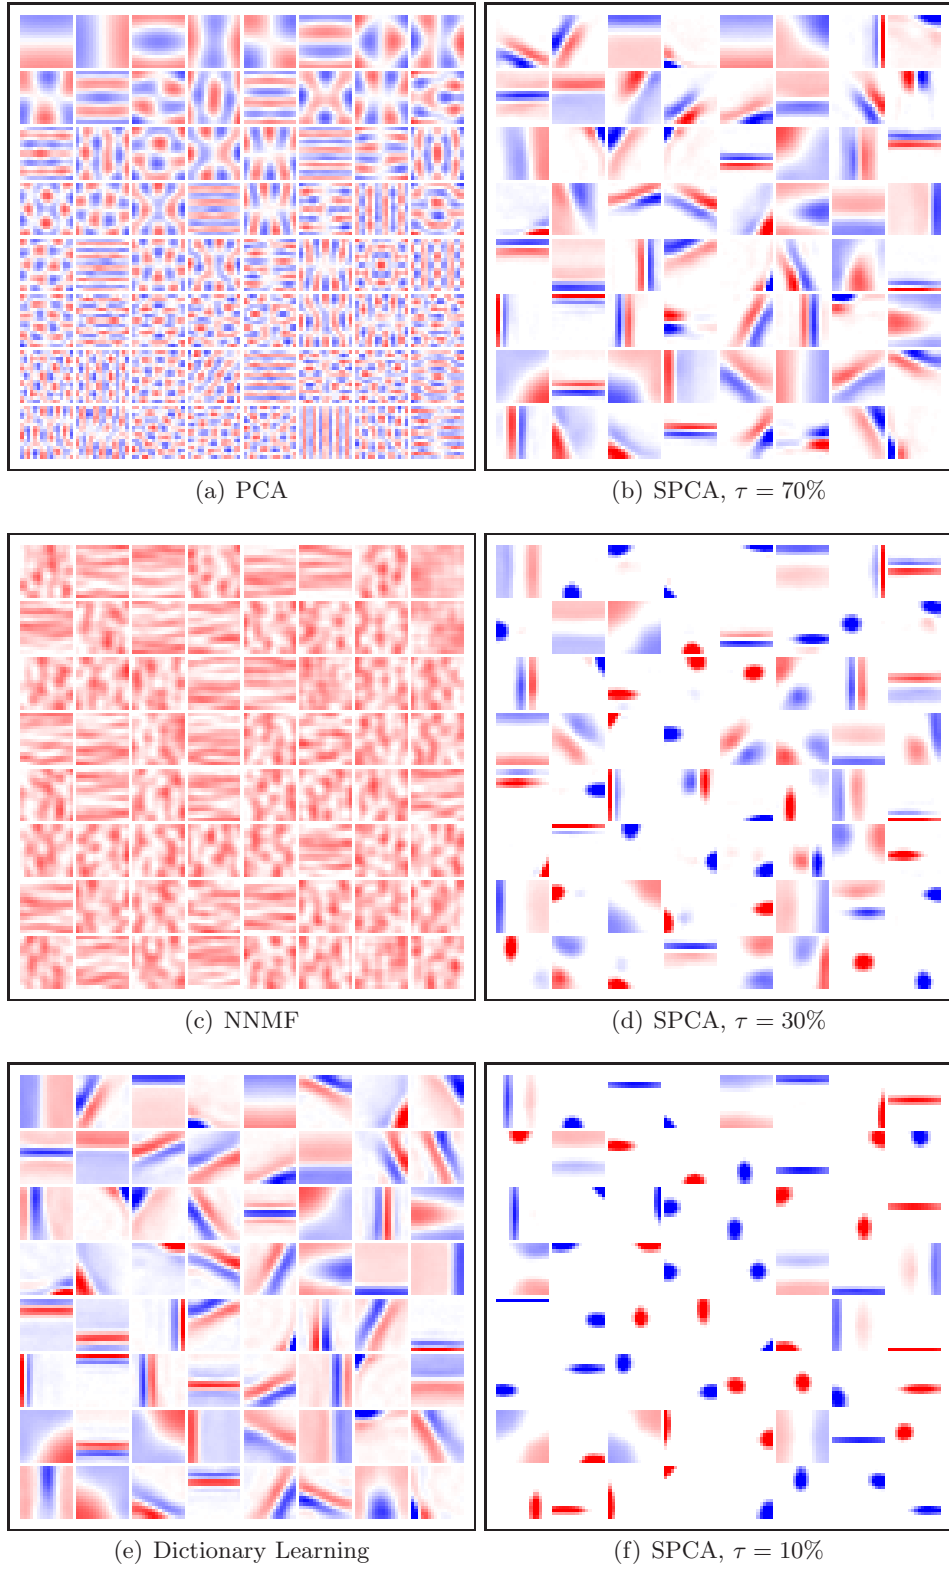 (a) PCA
(b) SPCA, τ = 70%
(c) NNMF
(d) SPCA, τ = 30%
(e) Dictionary Learning
(f) SPCA, τ = 10%